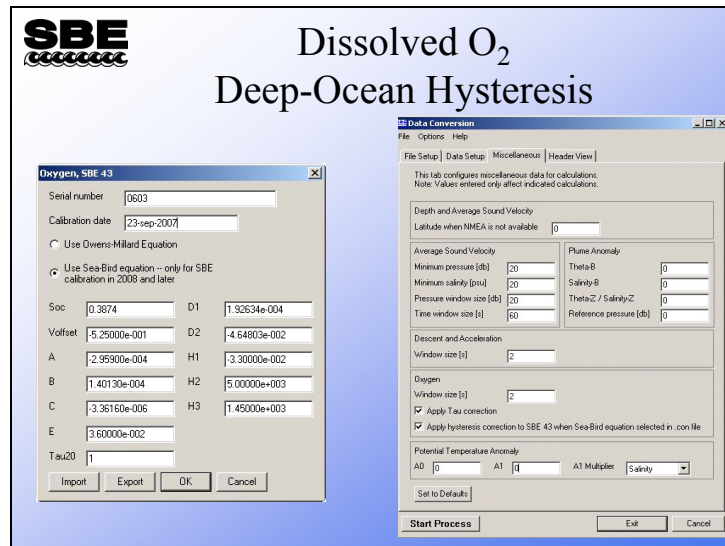 SBE
Dissolved O2
Deep-Ocean Hysteresis
Oxygen, SBE 43
Serial number 0603
Calibration date 23-sep-2007
Use Owens-Millard Equation
Use Sea-Bird equation -- only for SBE
calibration in 2008 and later
Soc 0.3874 D1 1.92634e-004
Voffset -5.25000e-001 D2 -4.64803e-002
A -2.95900e-004 H1 -3.30000e-002
B 1.40130e-004 H2 5.00000e+003
C -3.36160e-006 H3 1.45000e+003
E 3.60000e-002
Tau20 1
Import Export OK Cancel
Data Conversion
File Options Help
File Setup Data Setup Miscellaneous Header View
This tab configures miscellaneous data for calculations.
Note: Values entered only affect indicated calculations.
Depth and Average Sound Velocity
Latitude when NMEA is not available 0
Average Sound Velocity
Minimum pressure [db] 20
Minimum salinity [psu] 20
Pressure window size [db] 20
Time window size [s] 60
Plume Anomaly
Theta-B 0
Salinity-B 0
Theta-Z / Salinity-Z 0
Reference pressure [db] 0
Descent and Acceleration
Window size [s] 2
Oxygen
Window size [s] 2
Apply Tau correction
Apply hysteresis correction to SBE 43 when Sea-Bird equation selected in .con file
Potential Temperature Anomaly
A0 0 A1 0 A1 Multiplier Salinity
Set to Defaults
Start Process Exit Cancel